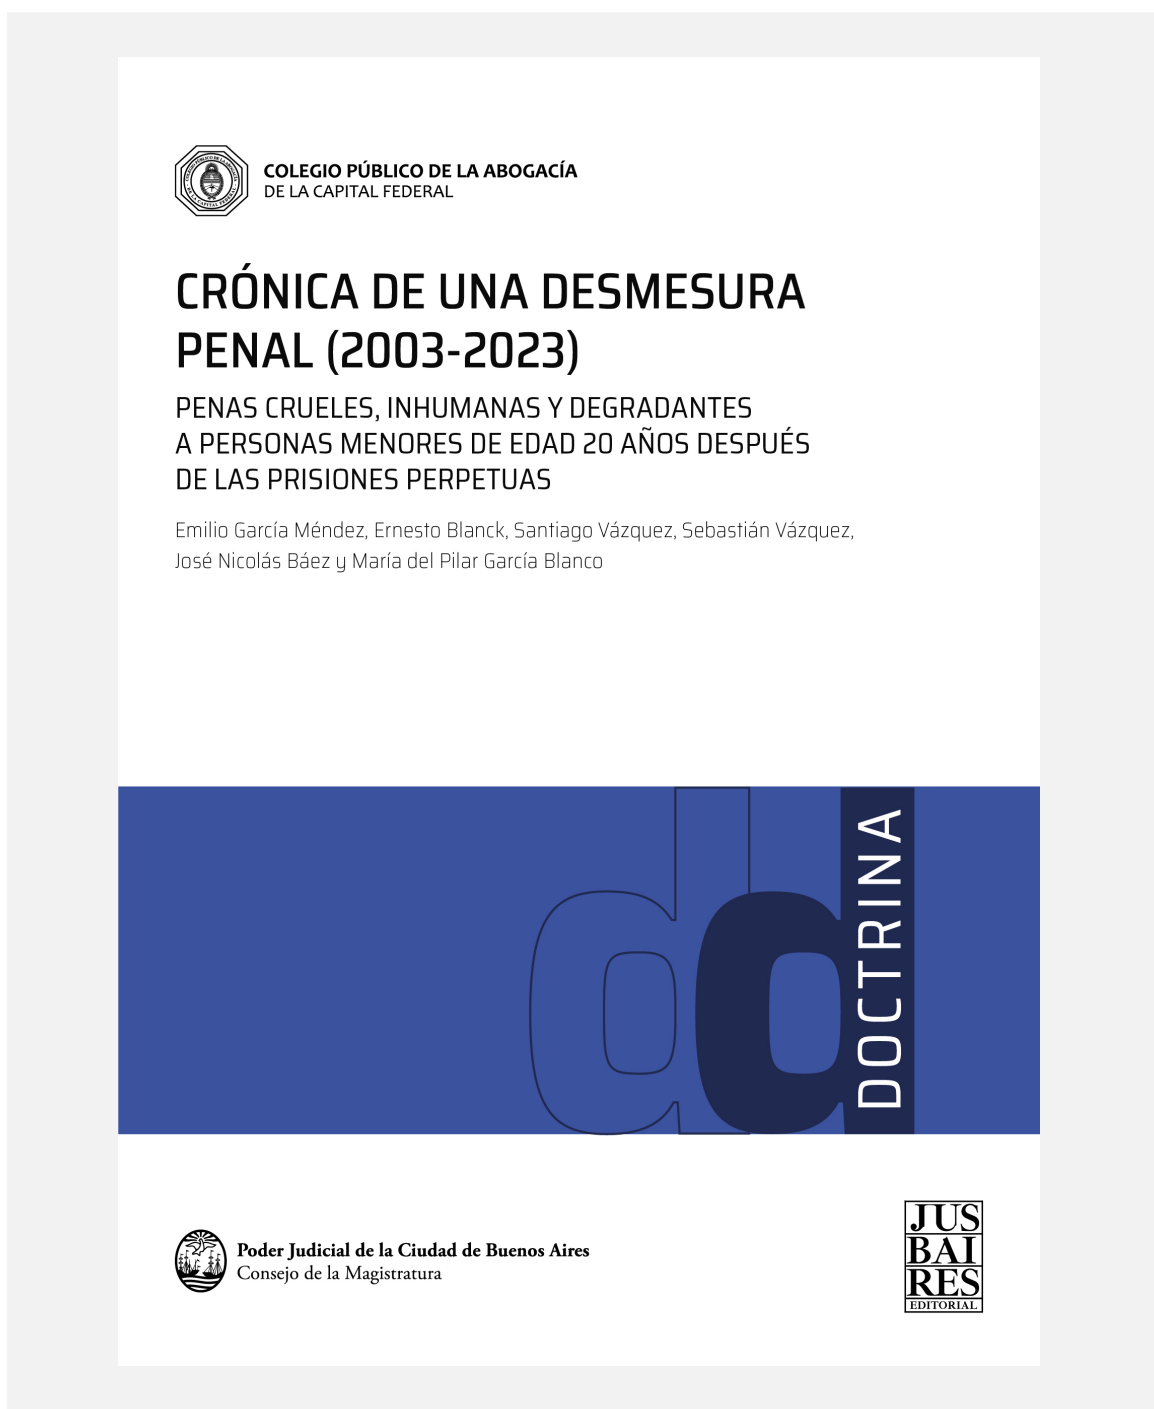 COLEGIO PÚBLICO DE LA ABOGACÍA
DE LA CAPITAL FEDERAL
CRÓNICA DE UNA DESMESURA
PENAL (2003-2023)
PENAS CRUELES, INHUMANAS Y DEGRADANTES
A PERSONAS MENORES DE EDAD 20 AÑOS DESPUÉS
DE LAS PRISIONES PERPETUAS
Emilio García Méndez, Ernesto Blanck, Santiago Vázquez, Sebastián Vázquez,
José Nicolás Báez y María del Pilar García Blanco
d d
DOCTRINA
Poder Judicial de la Ciudad de Buenos Aires
Consejo de la Magistratura
JUS
BAI
RES
EDITORIAL